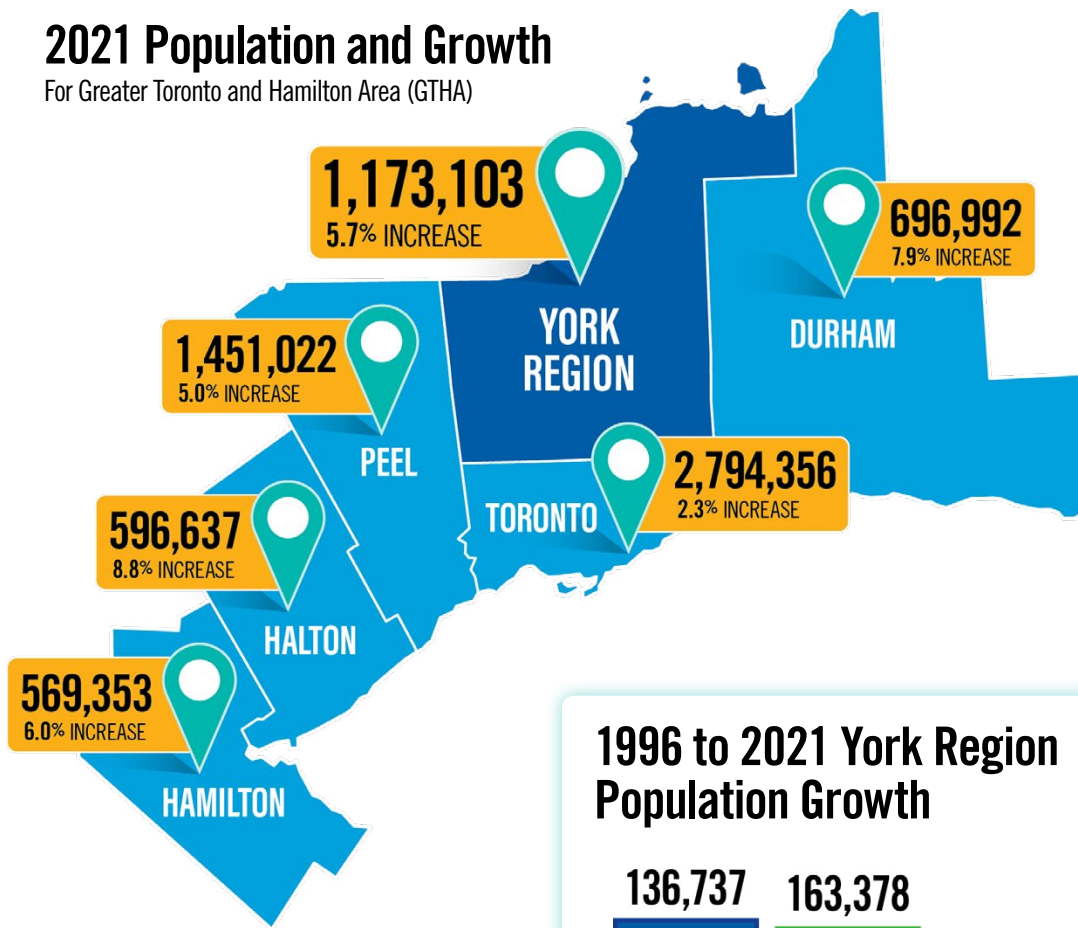 2021 Population and Growth
For Greater Toronto and Hamilton Area (GTHA)
1,173,103
5.7% INCREASE
696,992
7.9% INCREASE
YORK
REGION
DURHAM
1,451,022
5.0% INCREASE
PEEL
2,794,356
2.3% INCREASE
TORONTO
596,637
8.8% INCREASE
HALTON
569,353
6.0% INCREASE
HAMILTON
1996 to 2021 York Region
Population Growth
136,737
163,378